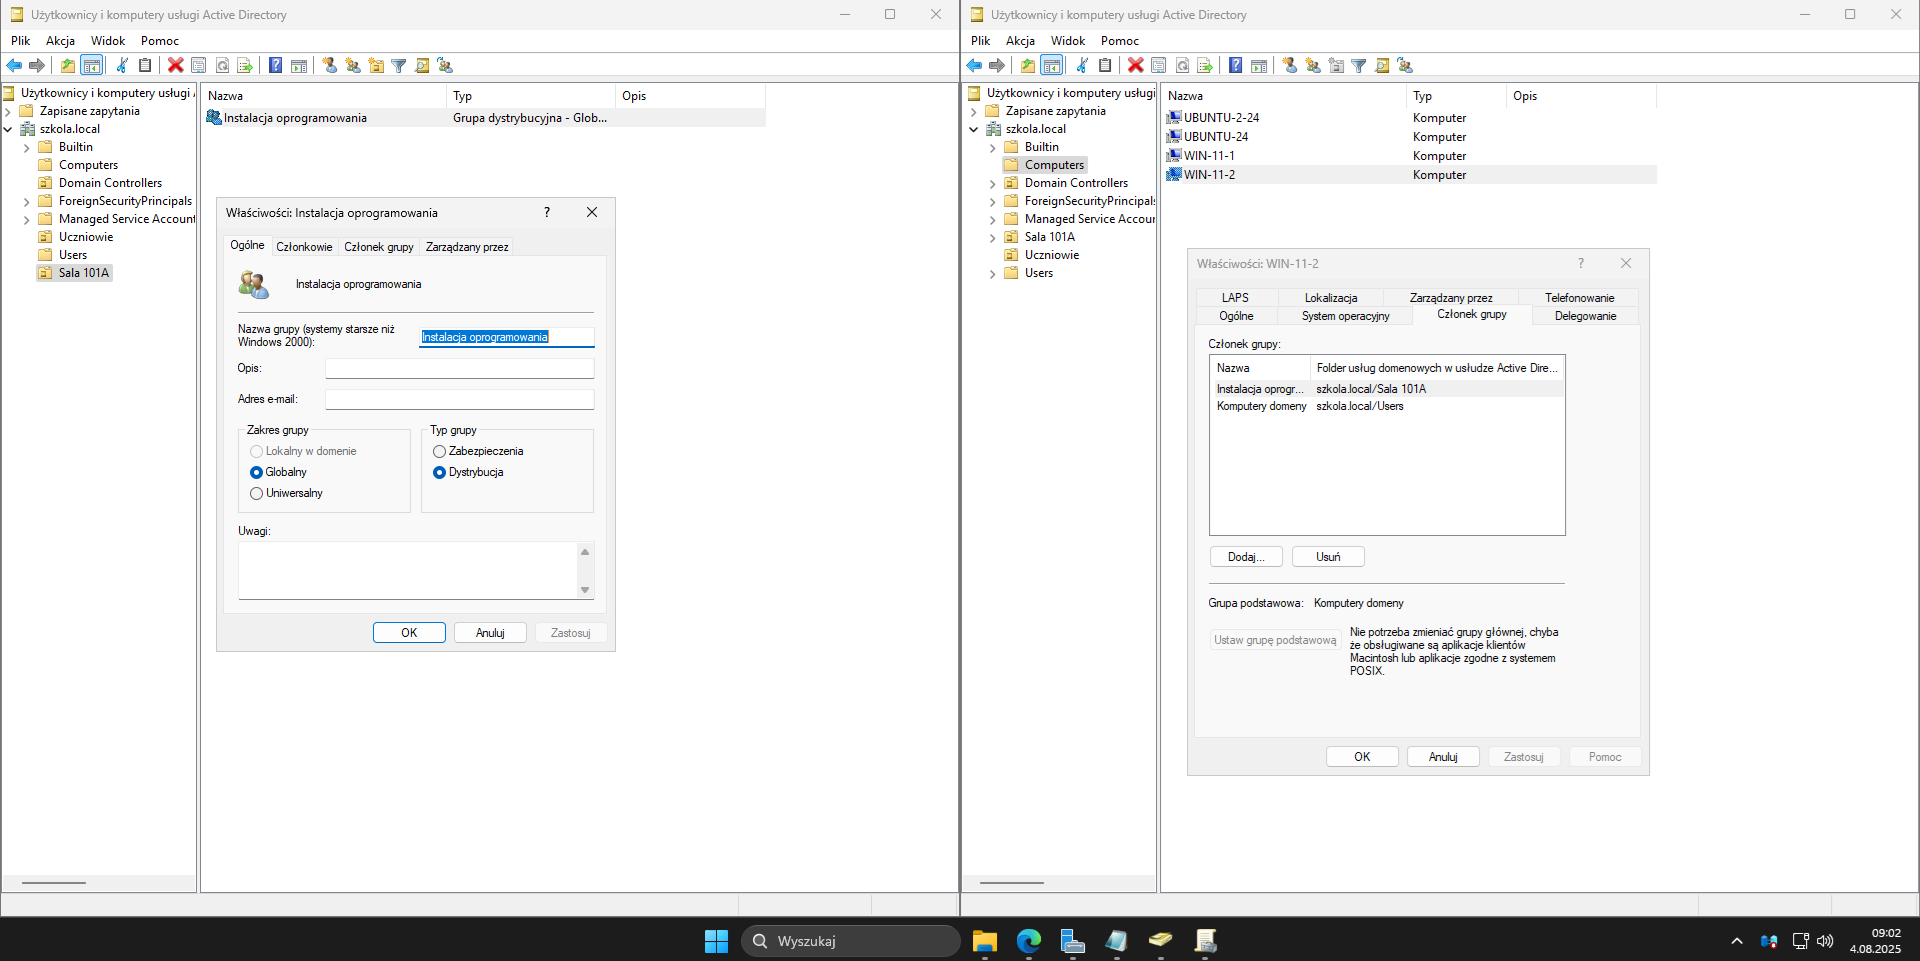 Użytkownicy i komputery usługi Active Directory
Plik Akcja Widok Pomoc
Użytkownicy i komputery usługi
Zapisane zapytania
szkola.local
Builtin
Computers
Domain Controllers
ForeignSecurityPrincipals
Managed Service Account
Uczniowie
Users
Sala 101A
Nazwa Typ Opis
Instalacja oprogramowania Grupa dystrybucyjna - Glob...
Właściwości: Instalacja oprogramowania ?
Ogólne Członkowie Członek grupy Zarządzany przez
Instalacja oprogramowania
Nazwa grupy (systemy starsze niż
Windows 2000):
Instalacja oprogramowania
Opis:
Adres e-mail:
Zakres grupy
Lokalny w domenie
Globalny
Uniwersalny
Typ grupy
Zabezpieczenia
Dystrybucja
Uwagi:
OK Anuluj Zastosuj
Użytkownicy i komputery usługi Active Directory
Plik Akcja Widok Pomoc
Użytkownicy i komputery usługi
Zapisane zapytania
szkola.local
Builtin
Computers
Domain Controllers
ForeignSecurityPrincipals
Managed Service Accour
Sala 101A
Uczniowie
Users
Nazwa Typ Opis
UBUNTU-2-24 Komputer
UBUNTU-24 Komputer
WIN-11-1 Komputer
WIN-11-2 Komputer
Właściwości: WIN-11-2 ?
LAPS Lokalizacja Zarządzany przez Telefonowanie
Ogólne System operacyjny Członek grupy Delegowanie
Członek grupy:
Nazwa Folder usług domenowych w usłudze Active Dire...
Instalacja oprogr... szkola.local/Sala 101A
Komputery domeny szkola.local/Users
Dodaj... Usuń
Grupa podstawowa: Komputery domeny
Ustaw grupę podstawową
Nie potrzeba zmieniać grupy głównej, chyba
że obsługiwane są aplikacje klientów
Macintosh lub aplikacje zgodne z systemem
POSIX.
OK Anuluj Zastosuj Pomoc
Wyszukaj
09:02
4.08.2025